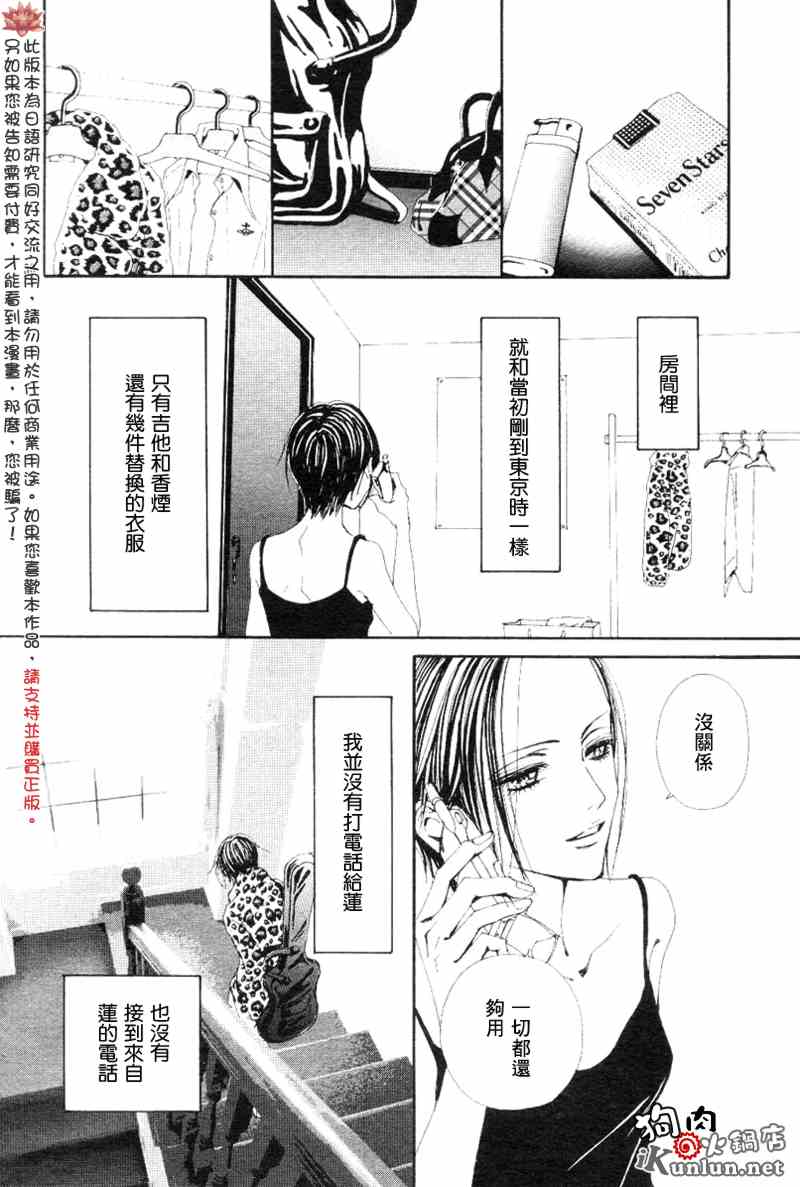 Seven Stars
Ch
房間裡
就和當初剛到東京時一樣
只有吉他和香煙
還有幾件替換的衣服
沒關係
一切都還
夠用
我並沒有打電話給蓮
也沒有
接到來自
蓮的電話
此版本為日語研究同好交流之用，請勿用於任何商業用途。如果您喜歡本作品，請支持並購買正版。
另如果您被告知需要付費，才能看到本漫畫，那麼，您被騙了！
狗肉
火鍋店
iKunlun.net